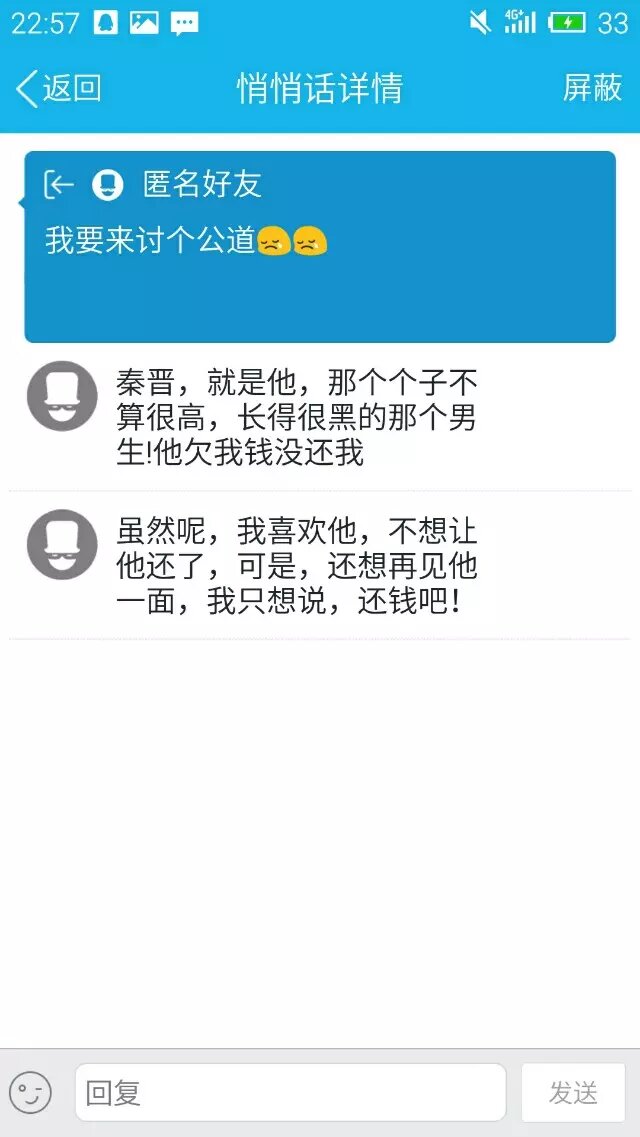 22:57 4G+ 33
返回 悄悄话详情 屏蔽
匿名好友
我要来讨个公道😢😢
秦晋，就是他，那个个子不
算很高，长得很黑的那个男
生!他欠我钱没还我
虽然呢，我喜欢他，不想让
他还了，可是，还想再见他
一面，我只想说，还钱吧！
回复 发送